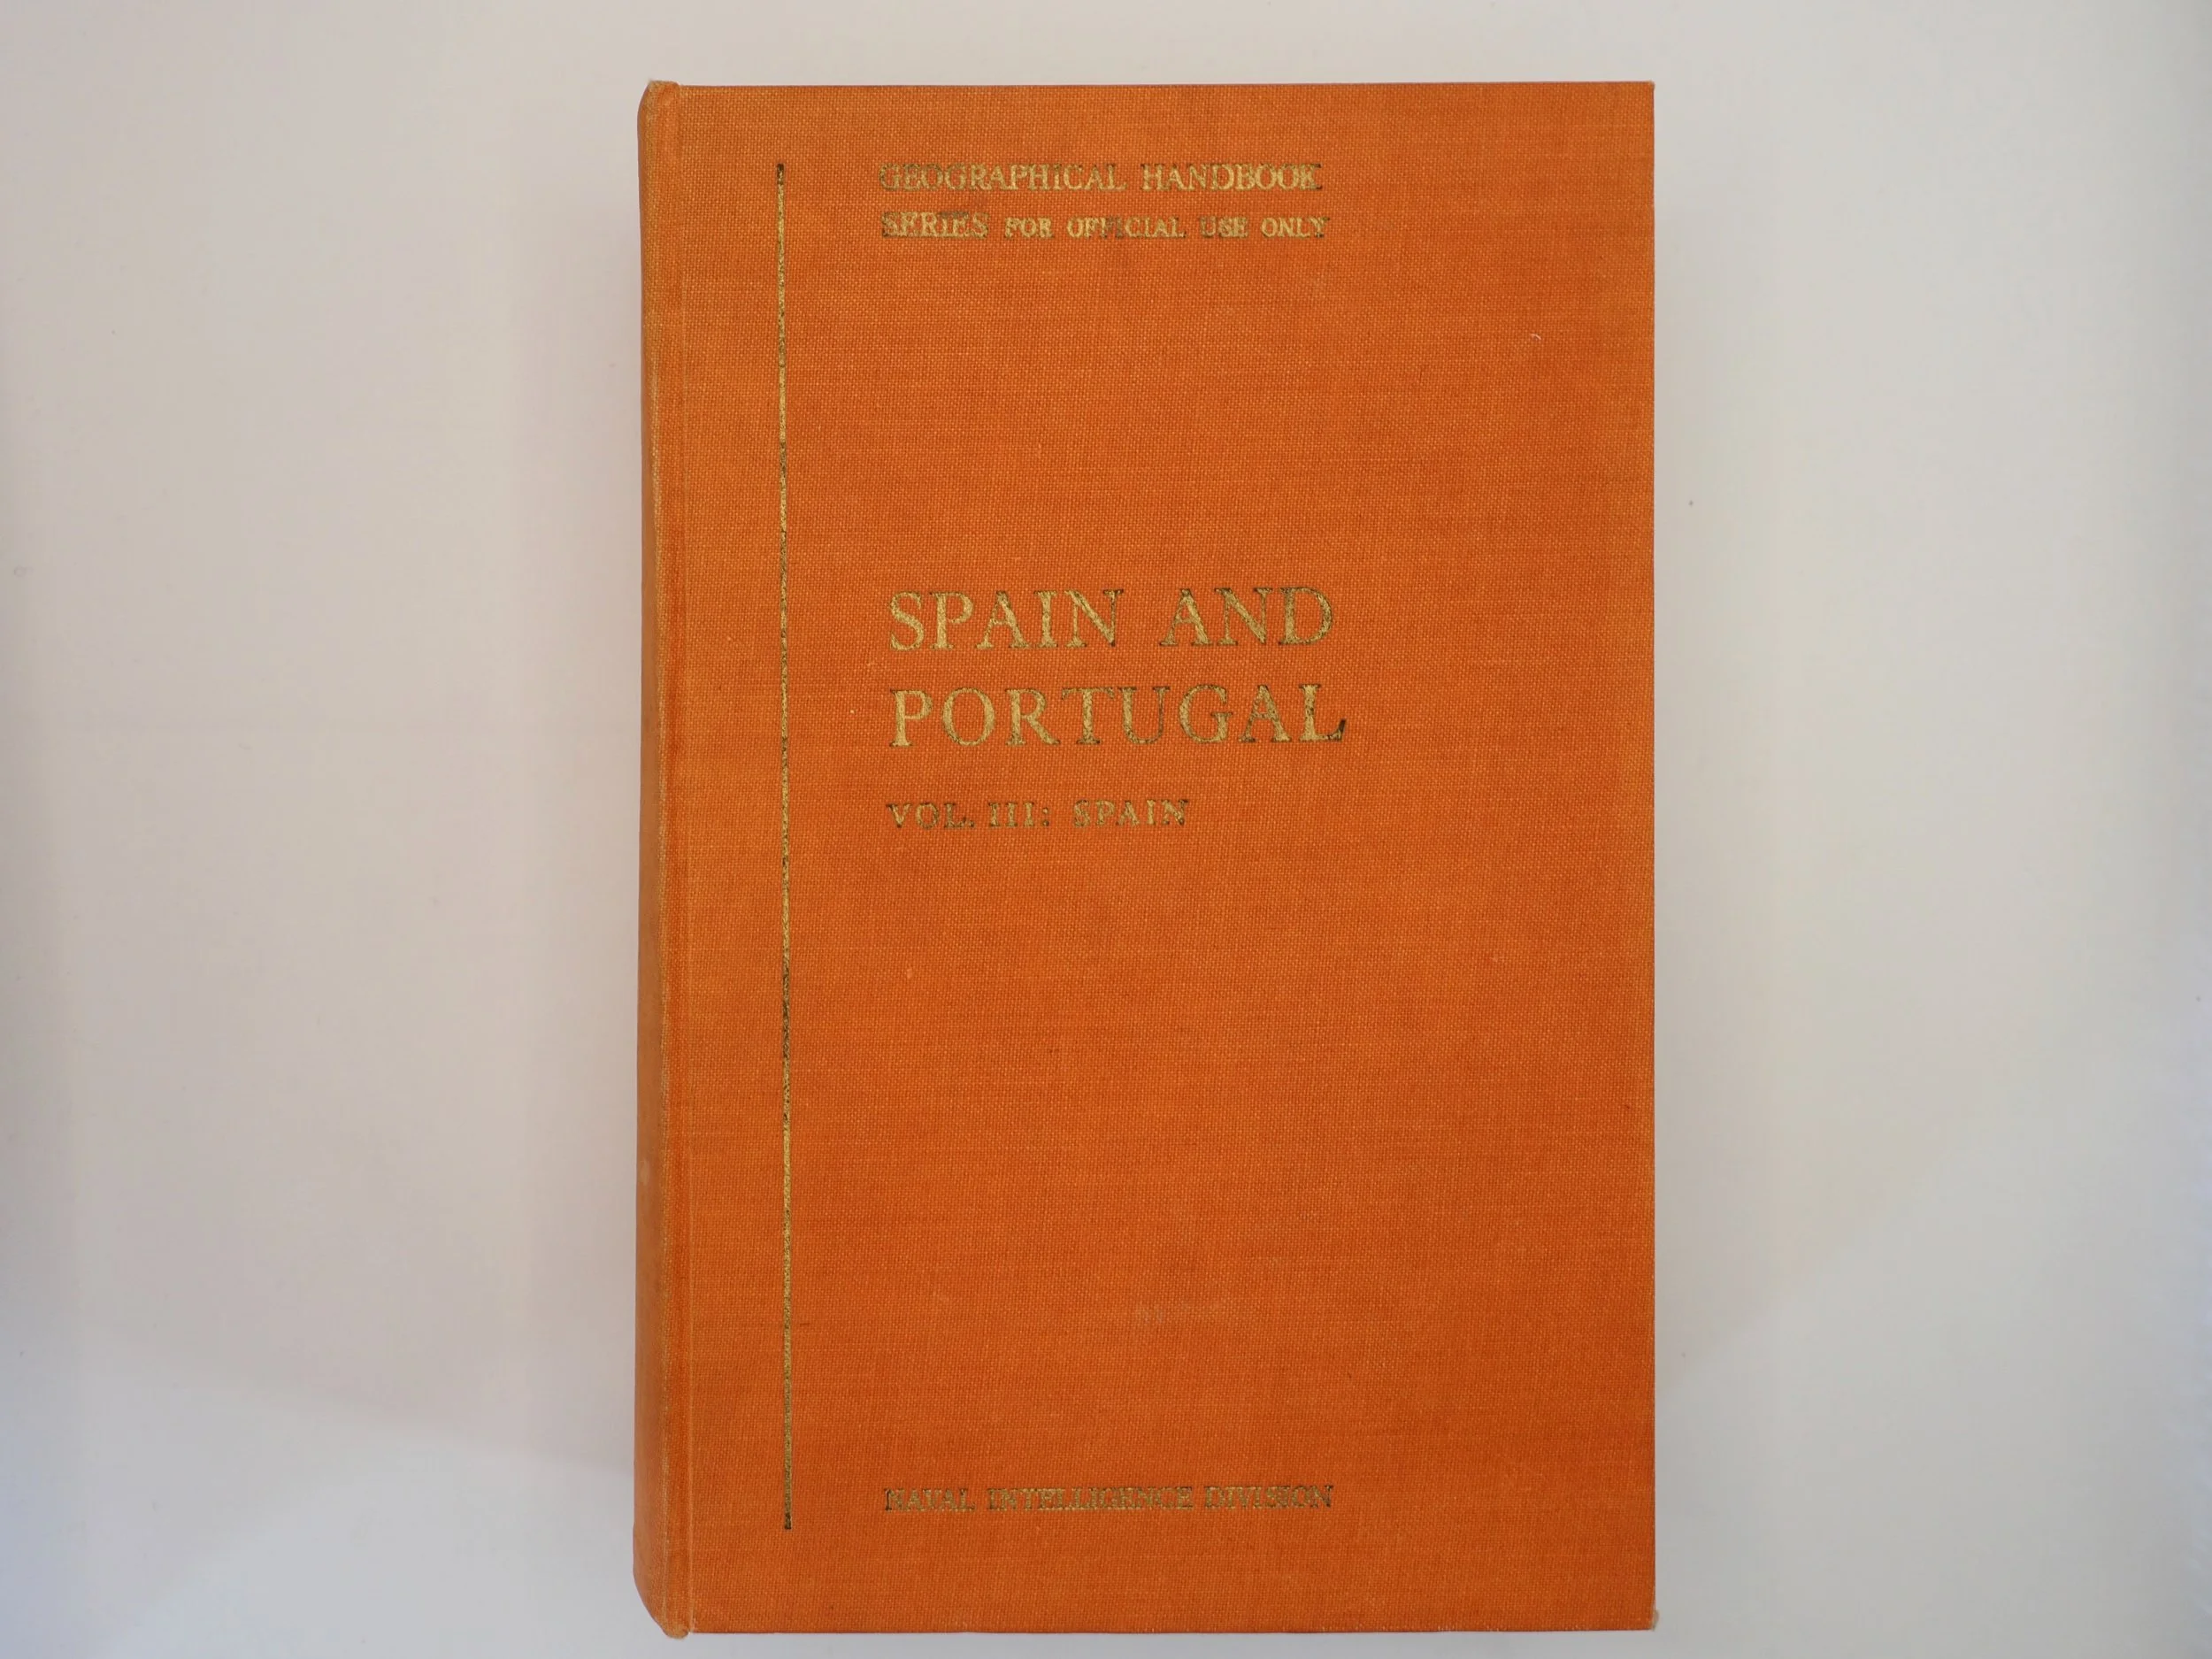 GEOGRAPHICAL HANDBOOK
SERIES FOR OFFICIAL USE ONLY
SPAIN AND
PORTUGAL
VOL. III: SPAIN
NAVAL INTELLIGENCE DIVISION